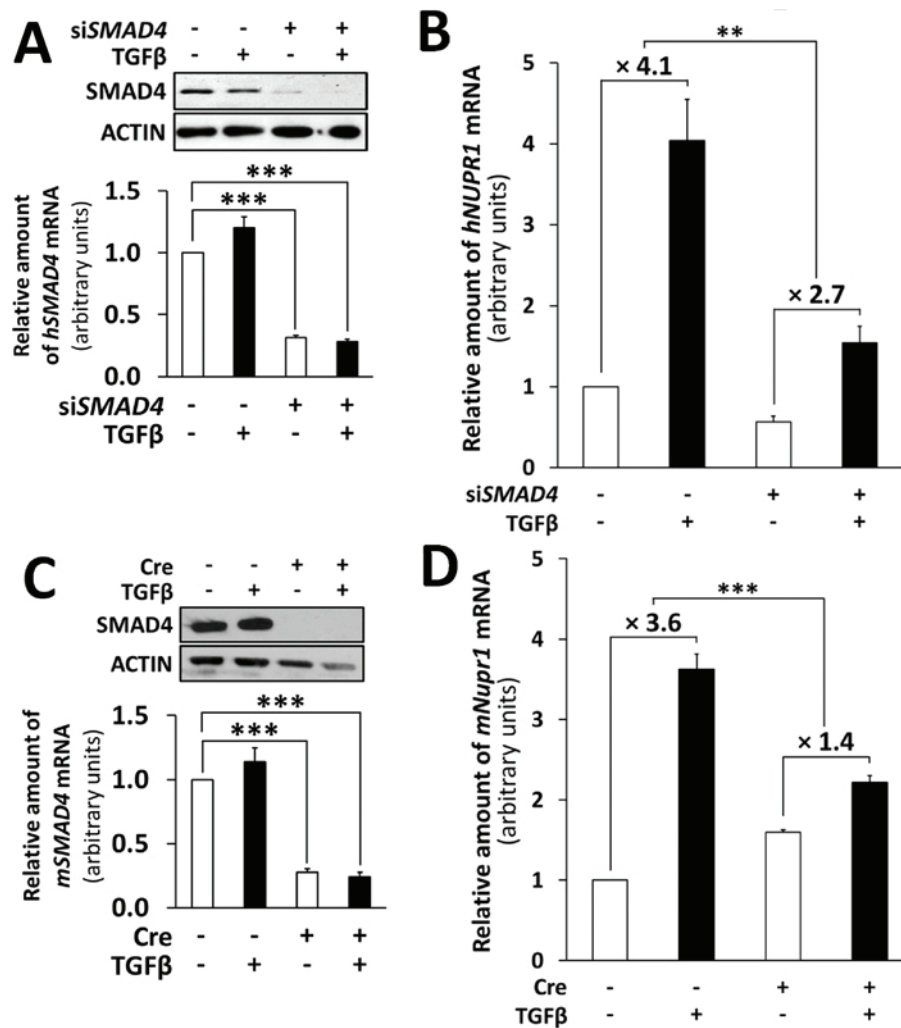 A
siSMAD4 - - + +
TGFβ - + - +
SMAD4
ACTIN
Relative amount
of hSMAD4 mRNA
(arbitrary units)
1.5
1.0
0.5
0.0
***
***
siSMAD4 - - + +
TGFβ - + - +
B
Relative amount of hNUPR1 mRNA
(arbitrary units)
5
4
3
2
1
0
**
× 4.1
× 2.7
siSMAD4 - - + +
TGFβ - + - +
C
Cre - - + +
TGFβ - + - +
SMAD4
ACTIN
Relative amount of
mSMAD4 mRNA
(arbitrary units)
1.5
1.0
0.5
0.0
***
***
Cre - - + +
TGFβ - + - +
D
Relative amount of mNupr1 mRNA
(arbitrary units)
5
4
3
2
1
0
***
× 3.6
× 1.4
Cre - - + +
TGFβ - + - +